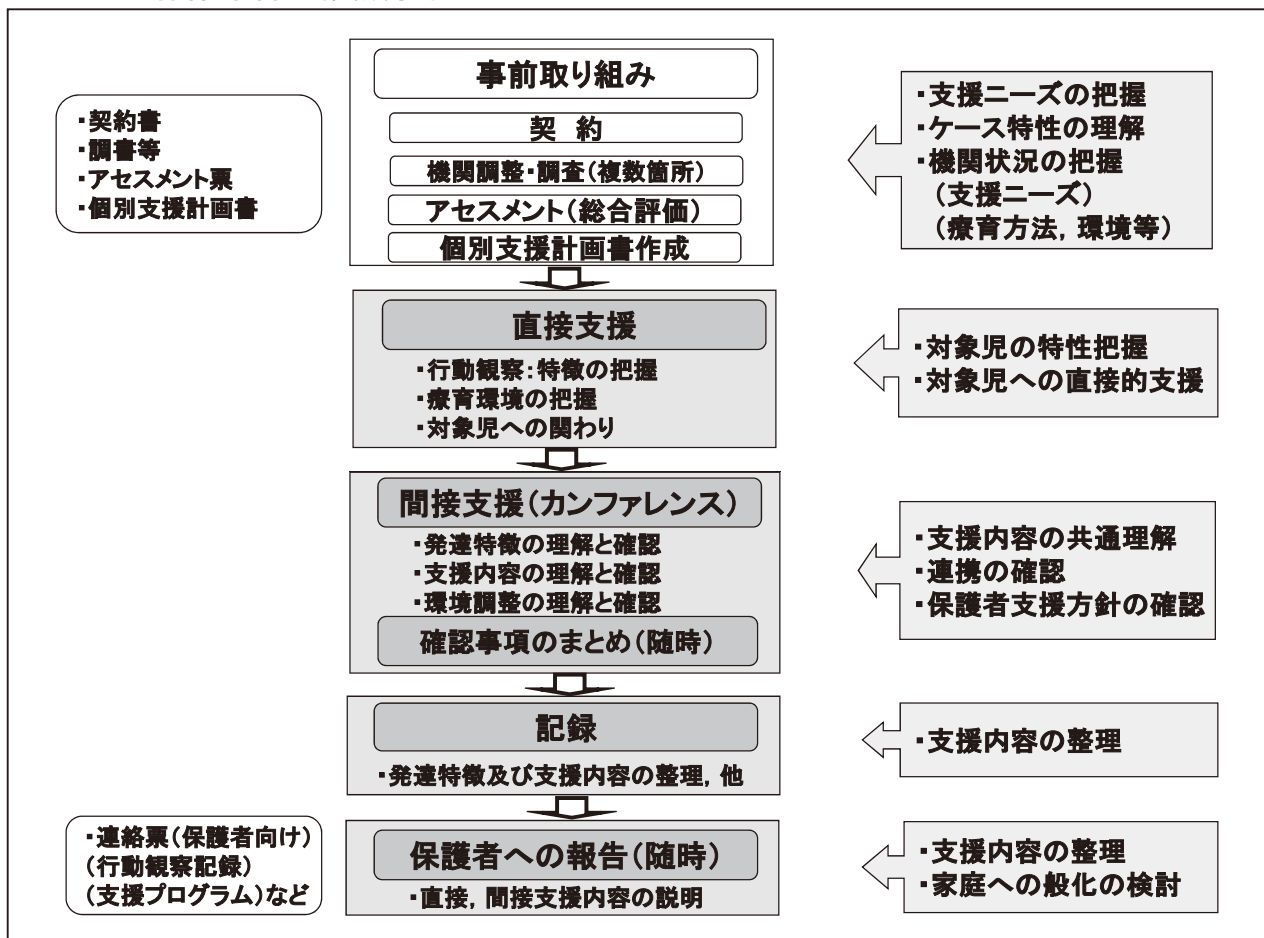 事前取り組み
契 約
機関調整・調査(複数箇所)
アセスメント(総合評価)
個別支援計画書作成
・契約書
・調書等
・アセスメント票
・個別支援計画書
・支援ニーズの把握
・ケース特性の理解
・機関状況の把握
(支援ニーズ)
(療育方法, 環境等)
直接支援
・行動観察:特徴の把握
・療育環境の把握
・対象児への関わり
・対象児の特性把握
・対象児への直接的支援
間接支援(カンファレンス)
・発達特徴の理解と確認
・支援内容の理解と確認
・環境調整の理解と確認
確認事項のまとめ(随時)
・支援内容の共通理解
・連携の確認
・保護者支援方針の確認
記録
・発達特徴及び支援内容の整理, 他
・支援内容の整理
・連絡票(保護者向け)
(行動観察記録)
(支援プログラム)など
保護者への報告(随時)
・直接, 間接支援内容の説明
・支援内容の整理
・家庭への般化の検討